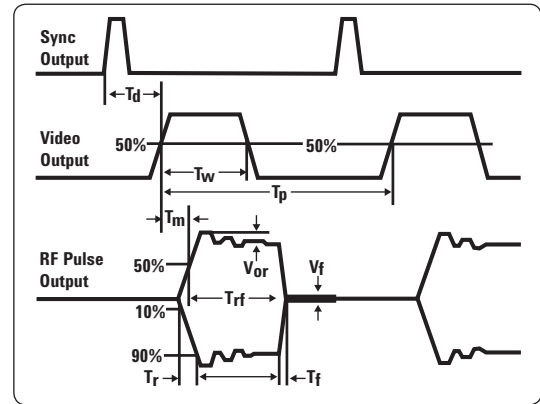 Sync
Output
Td
Video
Output
50%
50%
Tw
Tp
Tm
RF Pulse
Output
50%
Vor
Vf
Trf
10%
90%
Tr
Tf